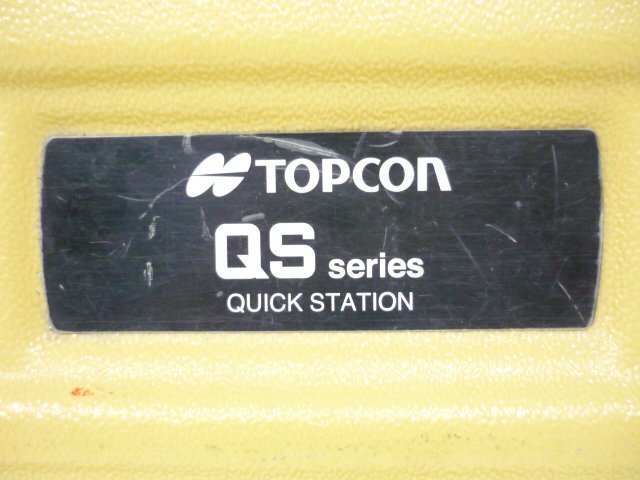 TOPCON
QS series
QUICK STATION